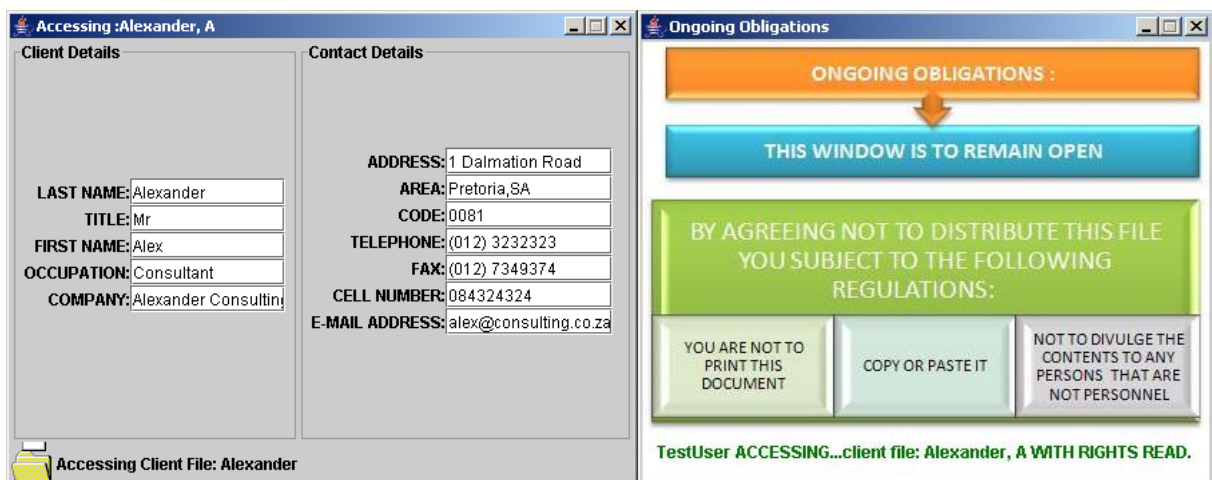 Accessing :Alexander, A
Client Details
LAST NAME: Alexander
TITLE: Mr
FIRST NAME: Alex
OCCUPATION: Consultant
COMPANY: Alexander Consultin
Contact Details
ADDRESS: 1 Dalmation Road
AREA: Pretoria,SA
CODE: 0081
TELEPHONE: (012) 3232323
FAX: (012) 7349374
CELL NUMBER: 084324324
E-MAIL ADDRESS: alex@consulting.co.za
Accessing Client File: Alexander
Ongoing Obligations
ONGOING OBLIGATIONS :
THIS WINDOW IS TO REMAIN OPEN
BY AGREEING NOT TO DISTRIBUTE THIS FILE
YOU SUBJECT TO THE FOLLOWING
REGULATIONS:
YOU ARE NOT TO
PRINT THIS
DOCUMENT
COPY OR PASTE IT
NOT TO DIVULGE THE
CONTENTS TO ANY
PERSONS THAT ARE
NOT PERSONNEL
TestUser ACCESSING...client file: Alexander, A WITH RIGHTS READ.